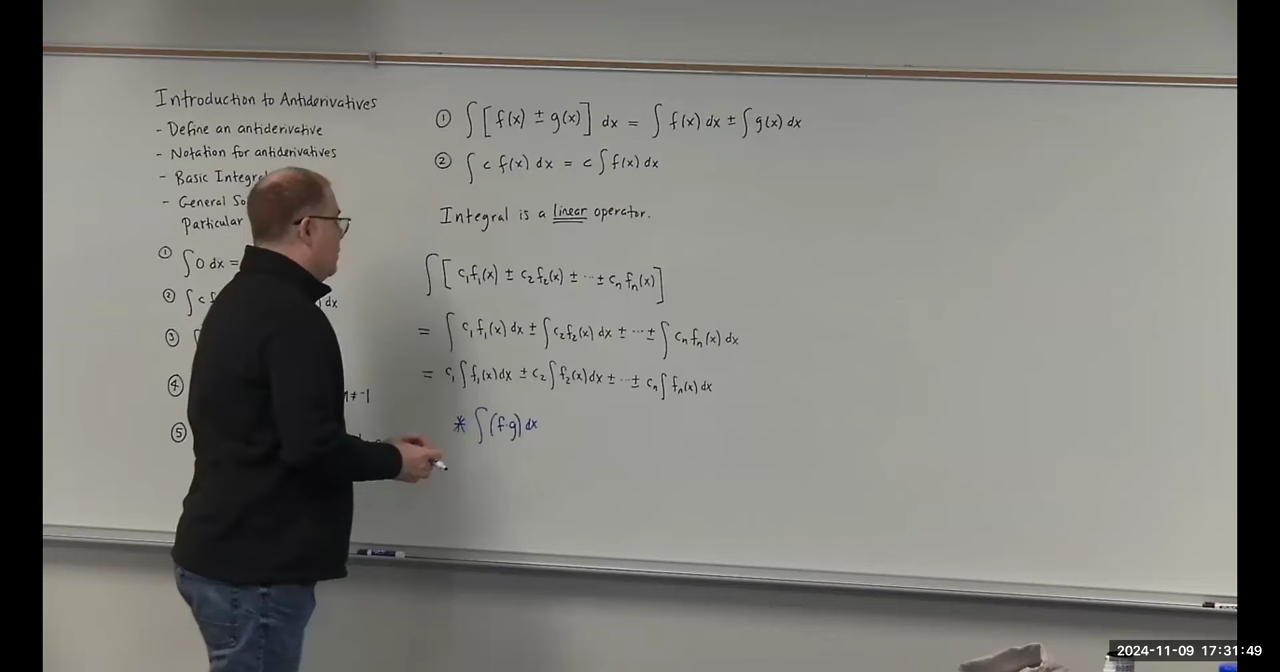 Introduction to Antiderivatives
- Define an antiderivative
- Notation for antiderivatives
- Basic
- General
Particular
① ∫ 0 dx =
② ∫ c dx
③ ∫
④ ≠ -1
⑤
① ∫ [f(x) ± g(x)] dx = ∫ f(x) dx ± ∫ g(x) dx
② ∫ c f(x) dx = c ∫ f(x) dx
Integral is a linear operator.
∫ [c₁f₁(x) ± c₂f₂(x) ± ⋯ ± cₙfₙ(x)]
= ∫ c₁f₁(x) dx ± ∫ c₂f₂(x) dx ± ⋯ ± ∫ cₙfₙ(x) dx
= c₁ ∫ f₁(x) dx ± c₂ ∫ f₂(x) dx ± ⋯ ± cₙ ∫ fₙ(x) dx
* ∫ (f·g) dx
2024-11-09 17:31:49